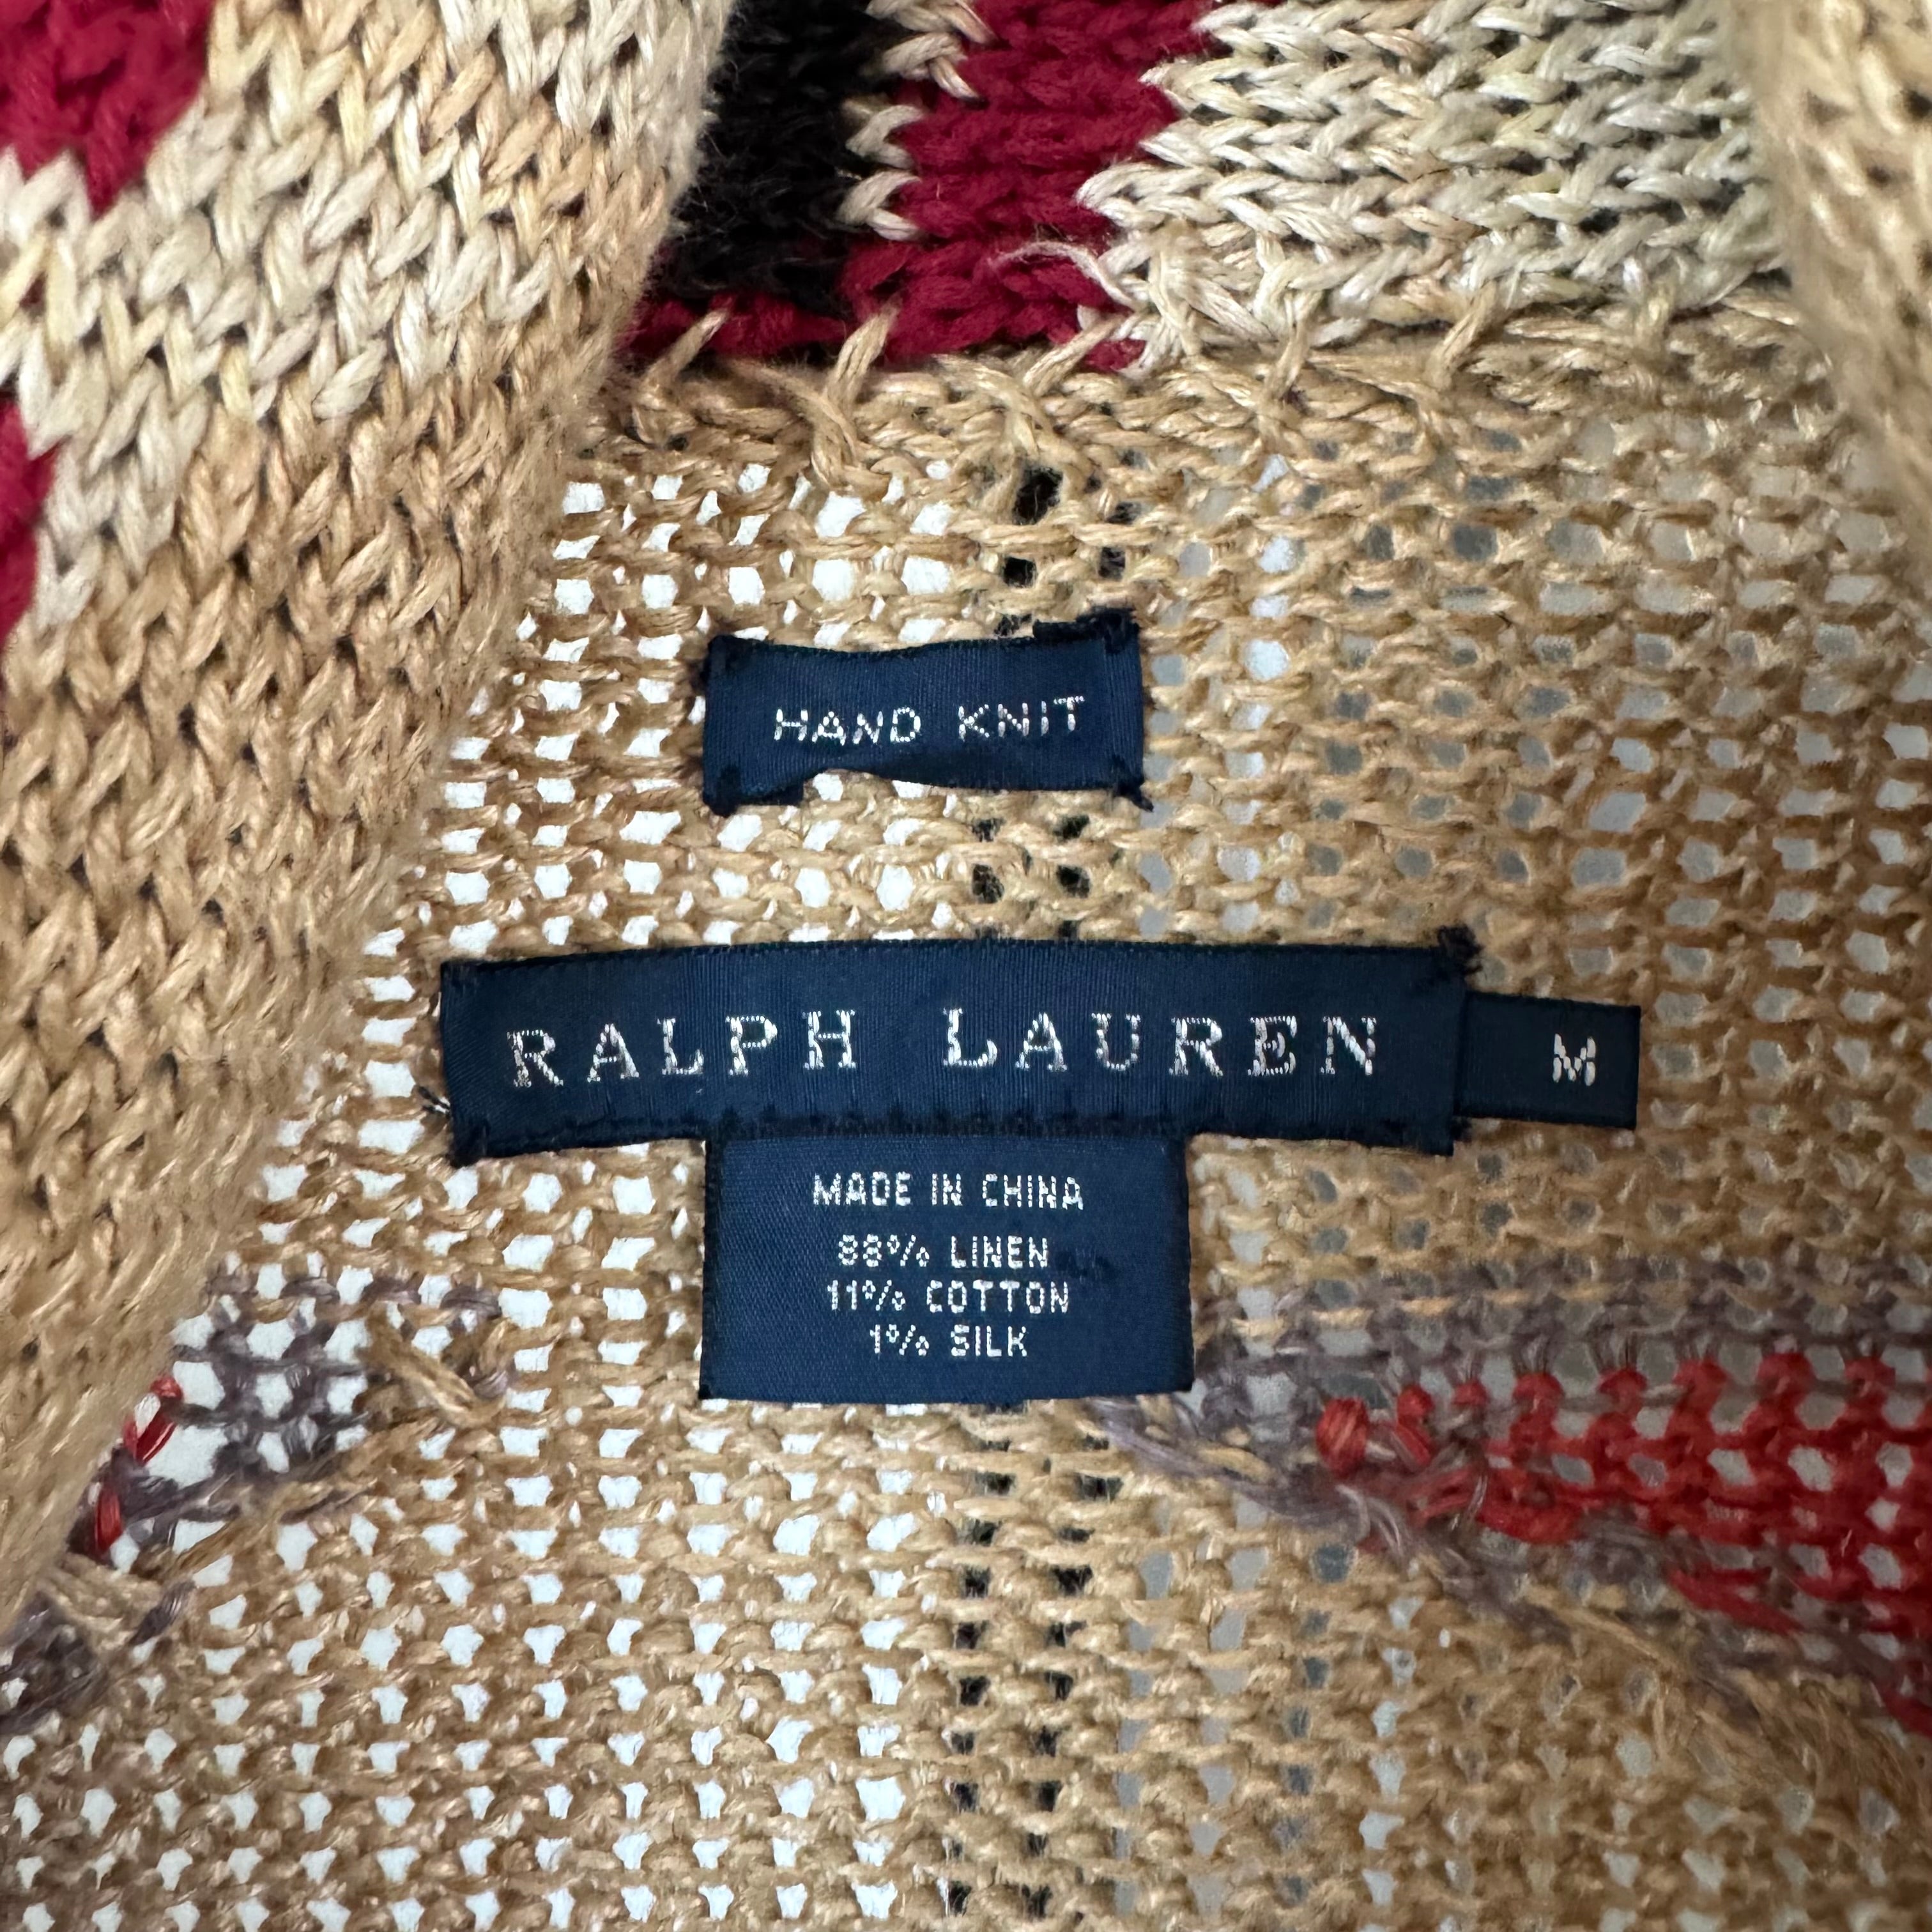 HAND KNIT
RALPH LAUREN M
MADE IN CHINA
88% LINEN
11% COTTON
1% SILK